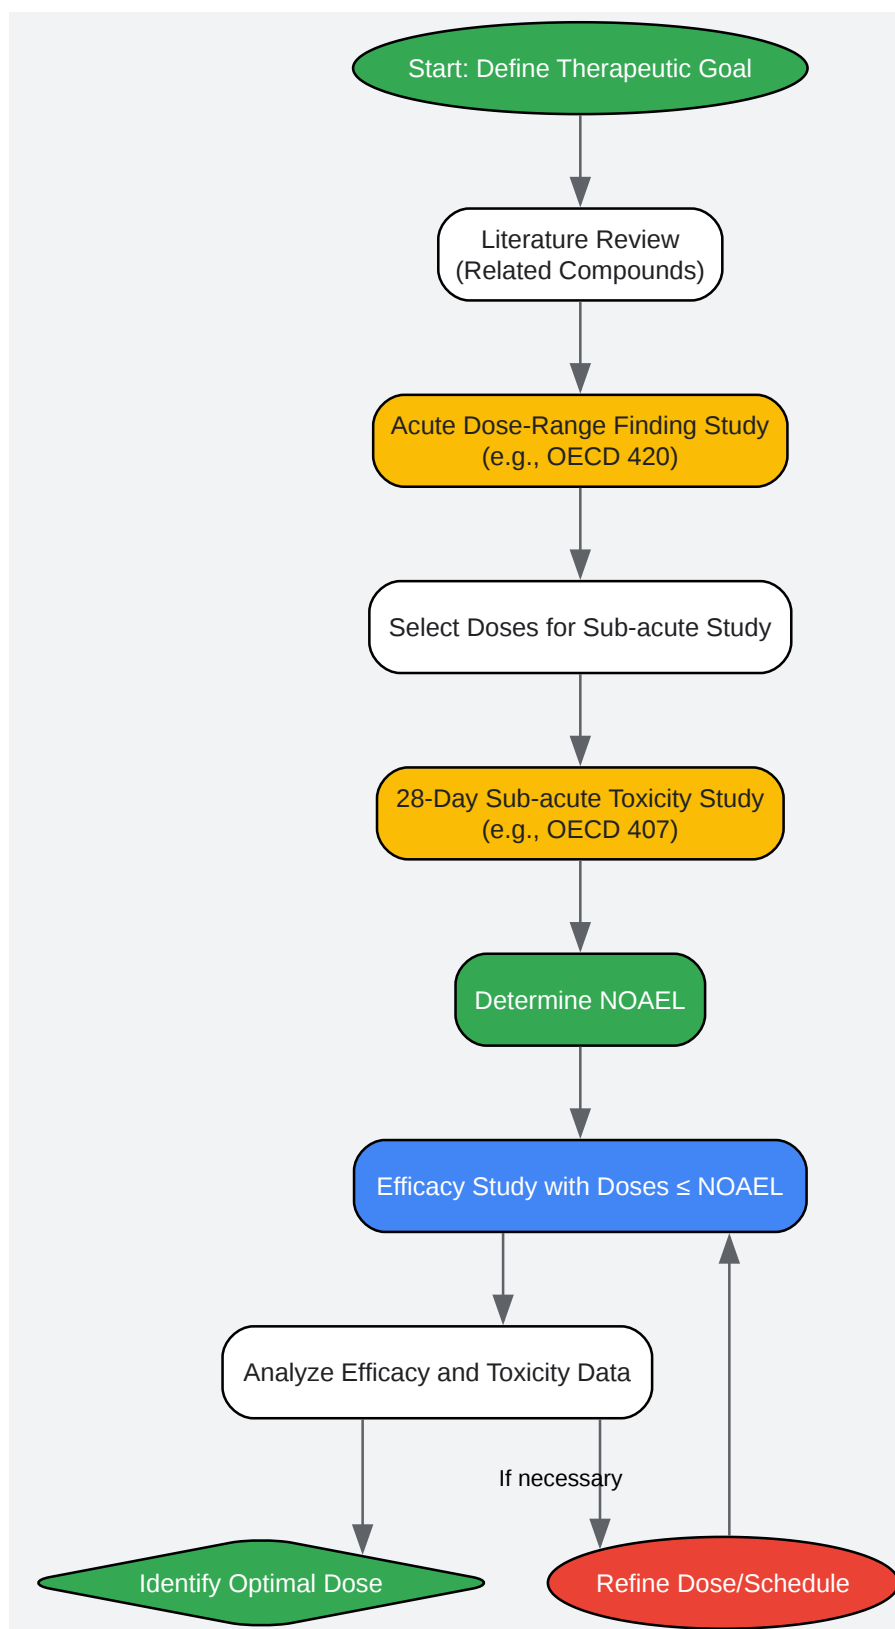 Start: Define Therapeutic Goal
Literature Review
(Related Compounds)
Acute Dose-Range Finding Study
(e.g., OECD 420)
Select Doses for Sub-acute Study
28-Day Sub-acute Toxicity Study
(e.g., OECD 407)
Determine NOAEL
Efficacy Study with Doses ≤ NOAEL
Analyze Efficacy and Toxicity Data
If necessary
Identify Optimal Dose
Refine Dose/Schedule